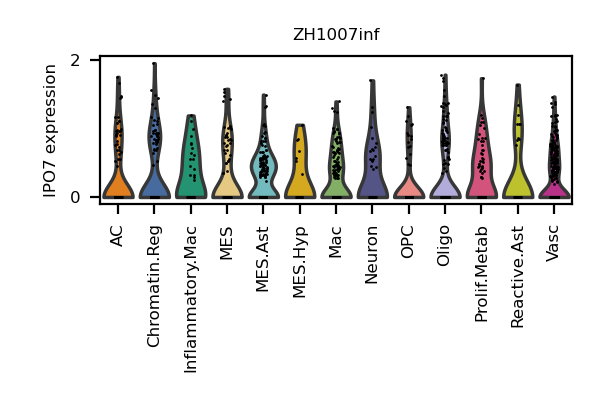 ZH1007inf
IPO7 expression
2
0
AC
Chromatin.Reg
Inflammatory.Mac
MES
MES.Ast
MES.Hyp
Mac
Neuron
OPC
Oligo
Prolif.Metab
Reactive.Ast
Vasc